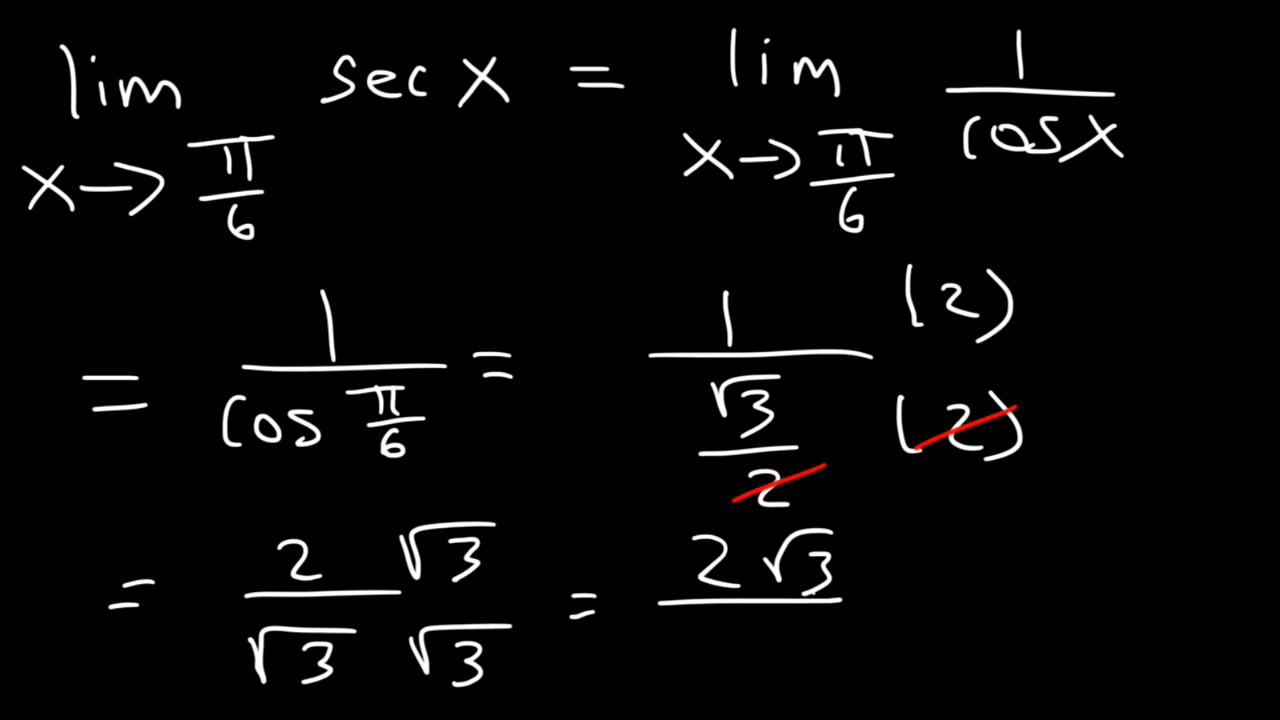 lim x→π/6 sec x = lim x→π/6 1/cos x
= 1/(cos π/6) = 1/(√3/2) (2)/(2)
= 2/√3 √3/√3 = 2√3/